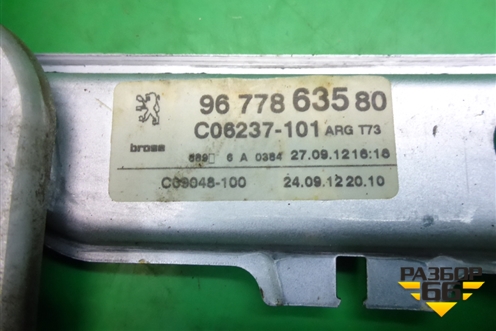 96 778 635 80
C06237-101 ARG T73
brose
6 A 0384 27.09.12 16:16
C09048-100 24.09.12 20.10
РАЗБОР
66